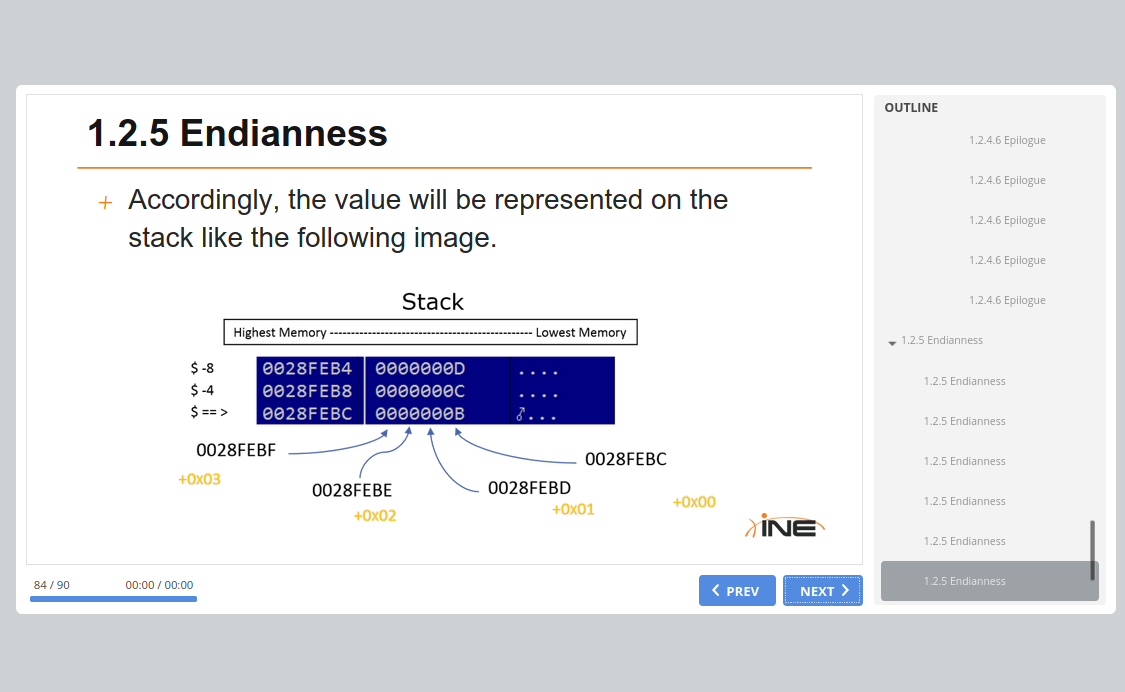 1.2.5 Endianness
+ Accordingly, the value will be represented on the
stack like the following image.
Stack
Highest Memory ------------------------------------------------ Lowest Memory
$ -8 0028FEB4 0000000D ....
$ -4 0028FEB8 0000000C ....
$ ==> 0028FEBC 0000000B ♂...
0028FEBF
+0x03
0028FEBE
+0x02
0028FEBD
+0x01
0028FEBC
+0x00
INE
84 / 90
00:00 / 00:00
PREV
NEXT
OUTLINE
1.2.4.6 Epilogue
1.2.4.6 Epilogue
1.2.4.6 Epilogue
1.2.4.6 Epilogue
1.2.4.6 Epilogue
1.2.5 Endianness
1.2.5 Endianness
1.2.5 Endianness
1.2.5 Endianness
1.2.5 Endianness
1.2.5 Endianness
1.2.5 Endianness